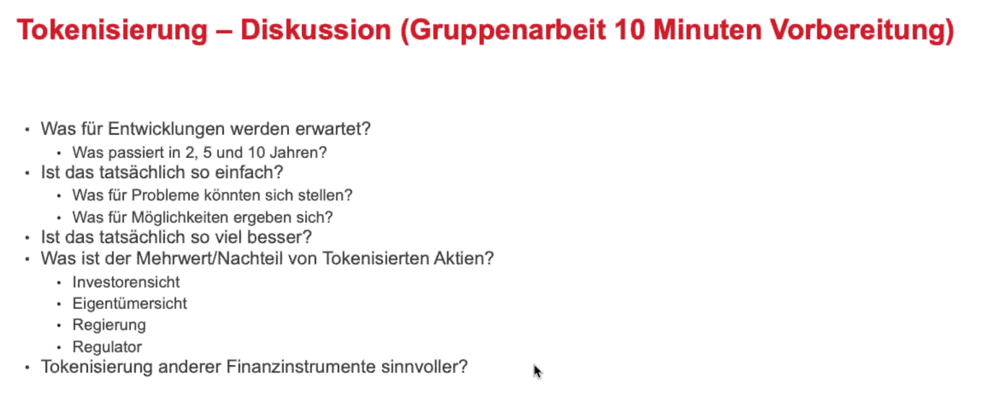 Tokenisierung – Diskussion (Gruppenarbeit 10 Minuten Vorbereitung)
• Was für Entwicklungen werden erwartet?
• Was passiert in 2, 5 und 10 Jahren?
• Ist das tatsächlich so einfach?
• Was für Probleme könnten sich stellen?
• Was für Möglichkeiten ergeben sich?
• Ist das tatsächlich so viel besser?
• Was ist der Mehrwert/Nachteil von Tokenisierten Aktien?
• Investorensicht
• Eigentümersicht
• Regierung
• Regulator
• Tokenisierung anderer Finanzinstrumente sinnvoller?